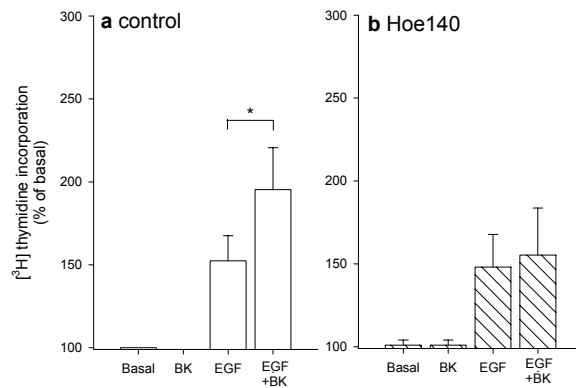 a control
b Hoe140
[³H] thymidine incorporation
(% of basal)
300
250
200
150
100
*
Basal
BK
EGF
EGF
+BK
300
250
200
150
100
Basal
BK
EGF
EGF
+BK